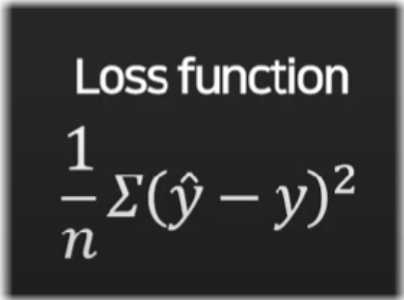 Loss function
1/n Σ(ŷ − y)²